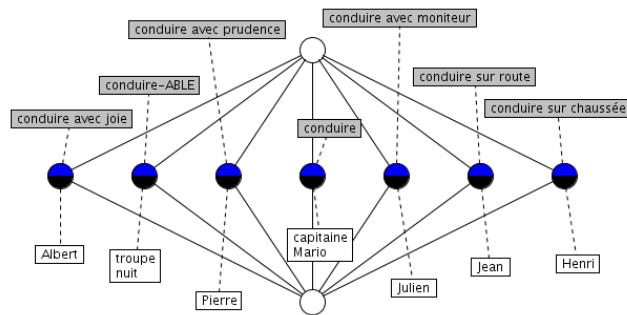 conduire avec moniteur
conduire avec prudence
conduire sur route
conduire-ABLE
conduire sur chaussée
conduire avec joie
conduire
Albert
troupe
nuit
Pierre
capitaine
Mario
Julien
Jean
Henri